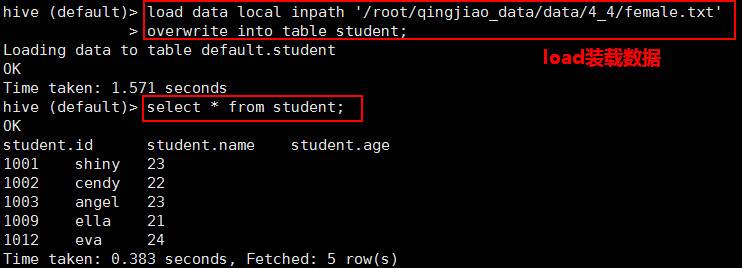 hive (default)> load data local inpath '/root/qingjiao_data/data/4_4/female.txt'
> overwrite into table student;
load装载数据
Loading data to table default.student
OK
Time taken: 1.571 seconds
hive (default)> select * from student;
OK
student.id student.name student.age
1001 shiny 23
1002 cendy 22
1003 angel 23
1009 ella 21
1012 eva 24
Time taken: 0.383 seconds, Fetched: 5 row(s)